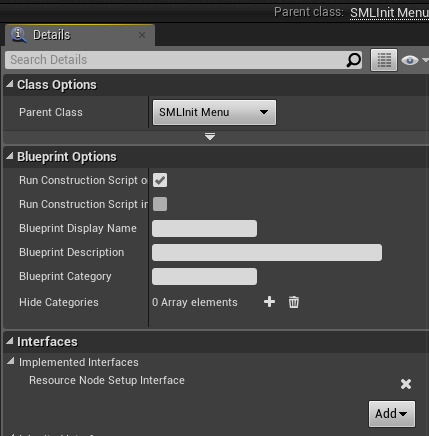 Parent class: SMLInit Menu
Details
Search Details
Class Options
Parent Class SMLInit Menu
Blueprint Options
Run Construction Script o
Run Construction Script in
Blueprint Display Name
Blueprint Description
Blueprint Category
Hide Categories 0 Array elements
Interfaces
Implemented Interfaces
Resource Node Setup Interface
Add